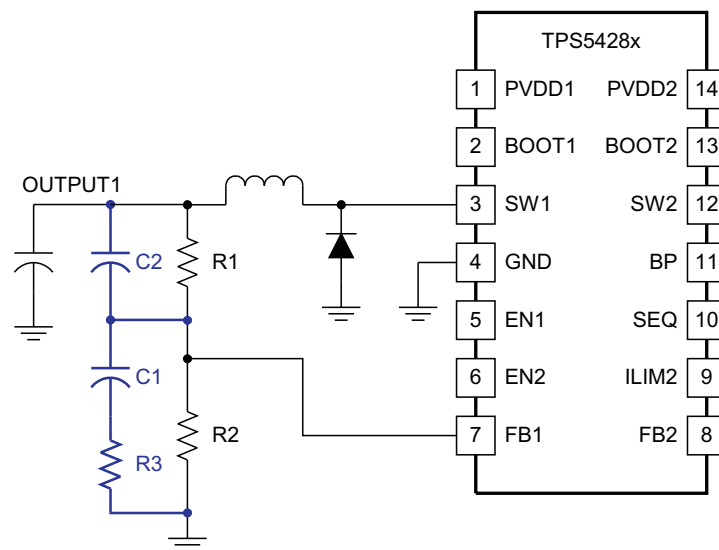 TPS5428x
1 PVDD1 PVDD2 14
2 BOOT1 BOOT2 13
OUTPUT1
3 SW1 SW2 12
C2 R1
4 GND BP 11
5 EN1 SEQ 10
C1
6 EN2 ILIM2 9
R2
7 FB1 FB2 8
R3